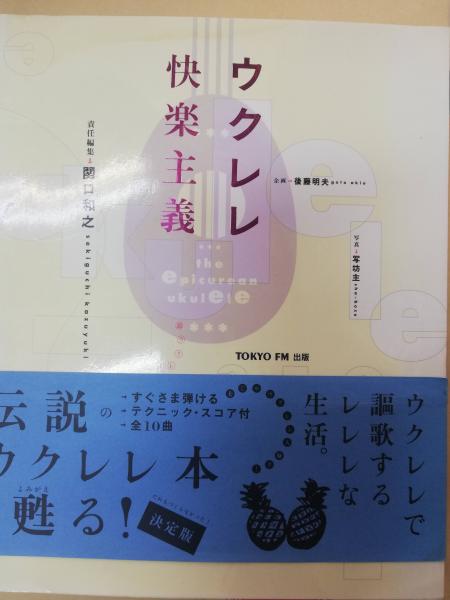 ウクレレ
快楽主義
責任編集→関口和之 sekiguchi kazuyuki
企画→後藤明夫 goto akio
写真→写坊主 sha-bozu
the
epicurean
ukulele
TOKYO FM 出版
ウクレレで
謳歌する
レレレな
生活。
伝説の
ウクレレ本
甦る!
よみがえ
→すぐさま弾ける
→テクニック・スコア付
→全10曲
決定版